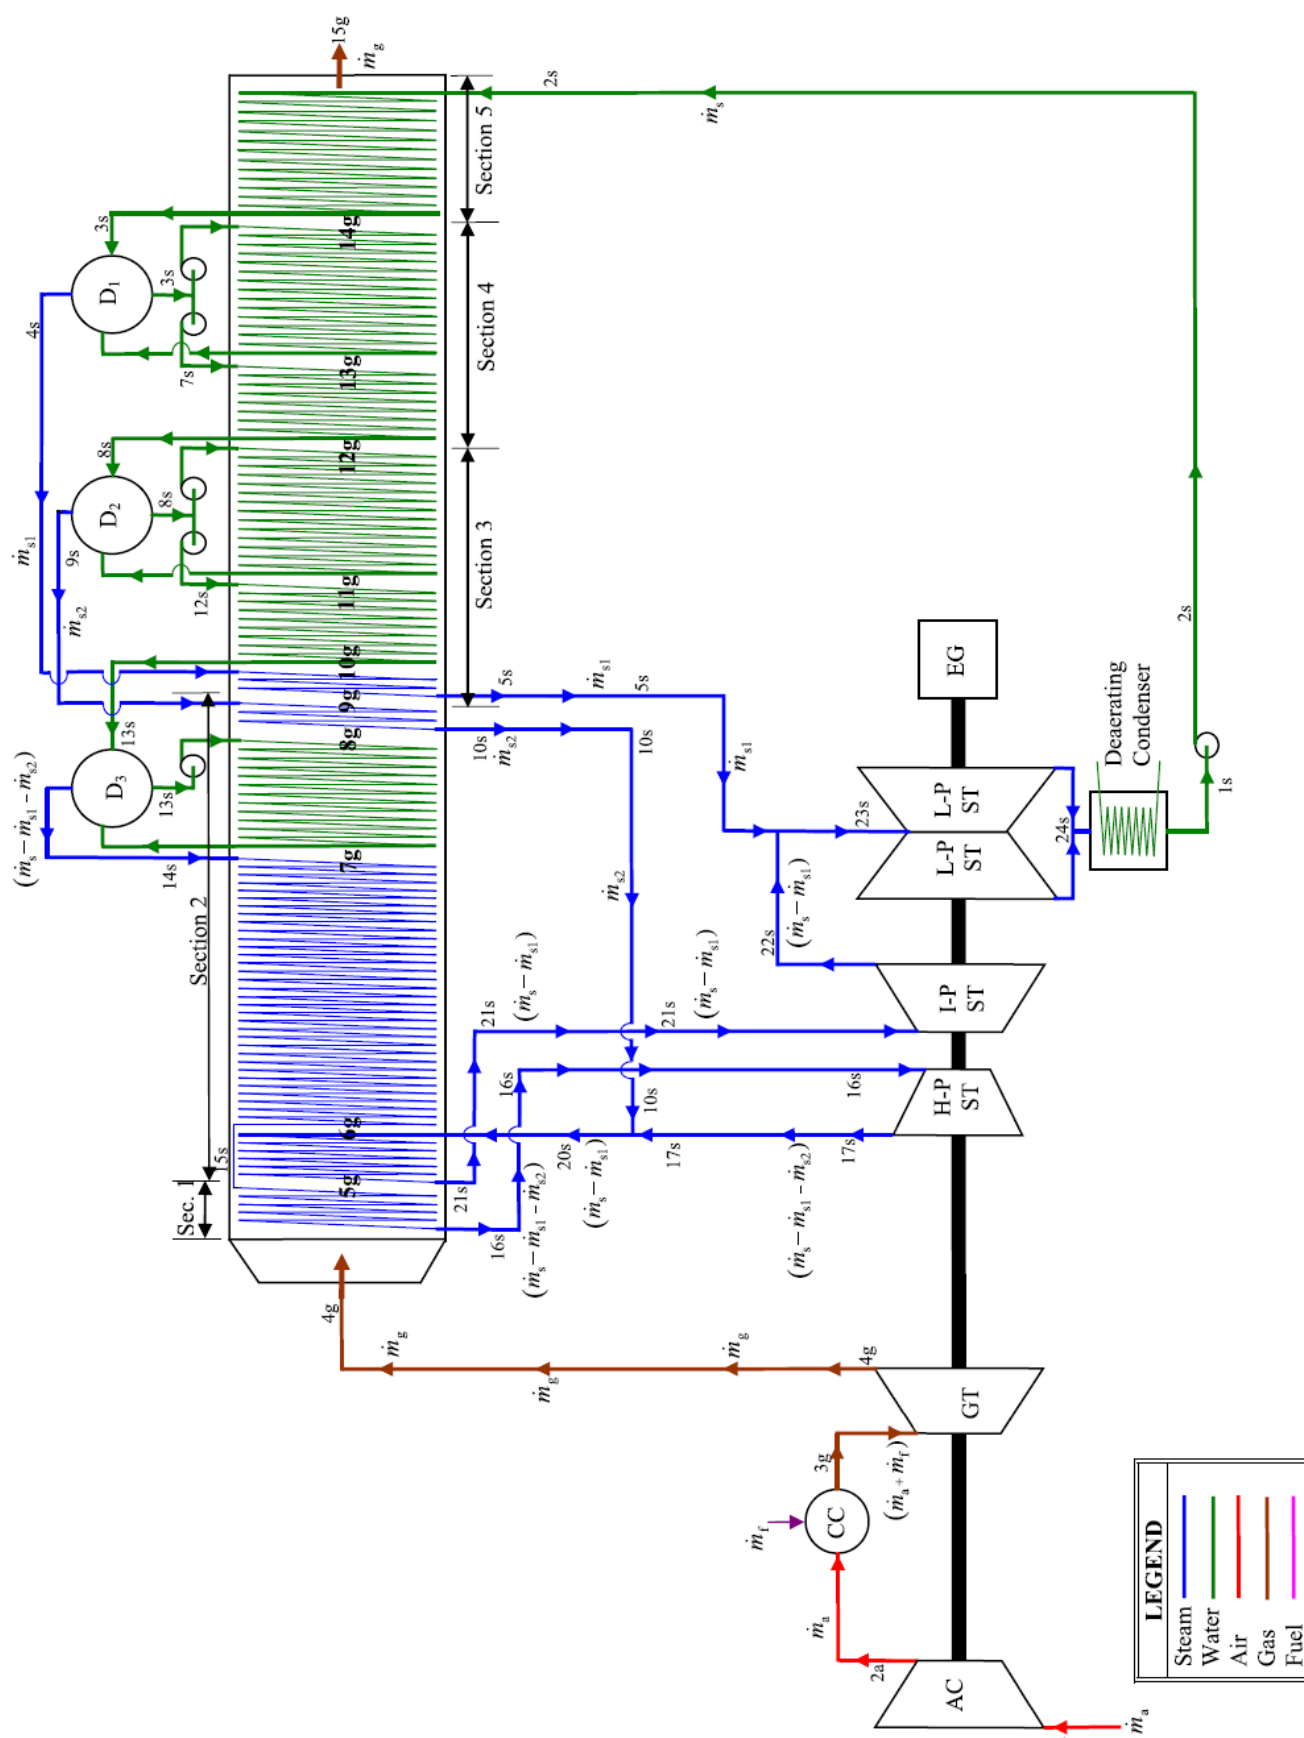 15g
ṁg
2s
ṁs
Section 5
3s
14g
D1
3s
4s
Section 4
13g
7s
8s
12g
D2
8s
9s
ṁs1
ṁs2
12s
11g
Section 3
10g
9g
5s
ṁs1
5s
13s
8g
10s
ṁs2
10s
ṁs1
D3
13s
(ṁs − ṁs1 - ṁs2)
14s
7g
Section 2
ṁs2
21s
(ṁs − ṁs1)
21s
(ṁs − ṁs1)
22s
(ṁs − ṁs1)
23s
16s
16s
10s
6g
15s
5g
Sec. 1
21s
20s
(ṁs − ṁs1)
17s
17s
16s
(ṁs − ṁs1 - ṁs2)
(ṁs − ṁs1 - ṁs2)
EG
L-P
ST
L-P
ST
I-P
ST
H-P
ST
24s
Deaerating
Condenser
1s
2s
4g
ṁg
ṁg
ṁg
4g
GT
3g
(ṁa + ṁf)
CC
ṁf
ṁa
2a
AC
ṁa
LEGEND
Steam
Water
Air
Gas
Fuel